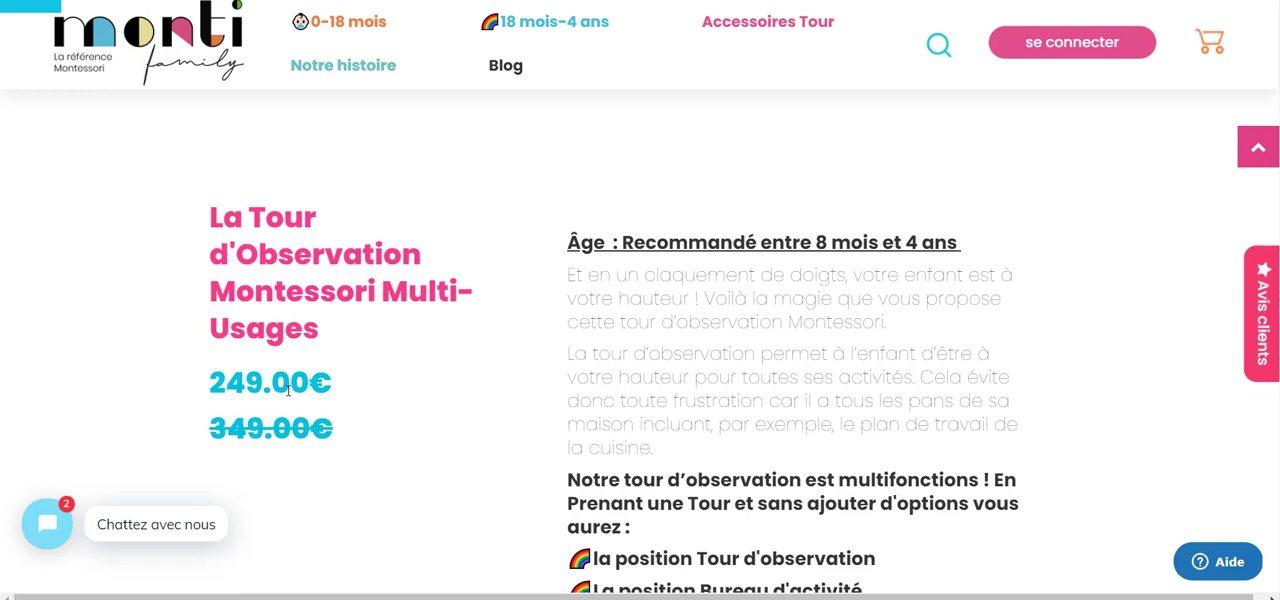 monti
family
La référence
Montessori
0-18 mois
18 mois-4 ans
Accessoires Tour
Notre histoire
Blog
se connecter
La Tour
d'Observation
Montessori Multi-
Usages
249.00€
349.00€
Âge : Recommandé entre 8 mois et 4 ans
Et en un claquement de doigts, votre enfant est à
votre hauteur ! Voilà la magie que vous propose
cette tour d'observation Montessori.
La tour d'observation permet à l'enfant d'être à
votre hauteur pour toutes ses activités. Cela évite
donc toute frustration car il a tous les pans de sa
maison incluant, par exemple, le plan de travail de
la cuisine.
Notre tour d'observation est multifonctions ! En
Prenant une Tour et sans ajouter d'options vous
aurez :
la position Tour d'observation
La position Bureau d'activité
Avis clients
2
Chattez avec nous
Aide